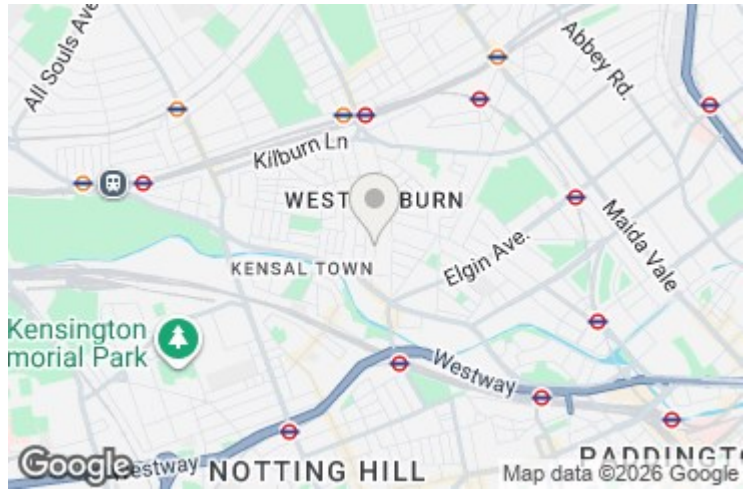 All Souls Ave
Abbey Rd.
Kilburn Ln
WEST BURN
Maida Vale
Elgin Ave.
KENSAL TOWN
Kensington
morial Park
Westway
Google
Westway
NOTTING HILL
PADDINGTO
Map data ©2026 Google